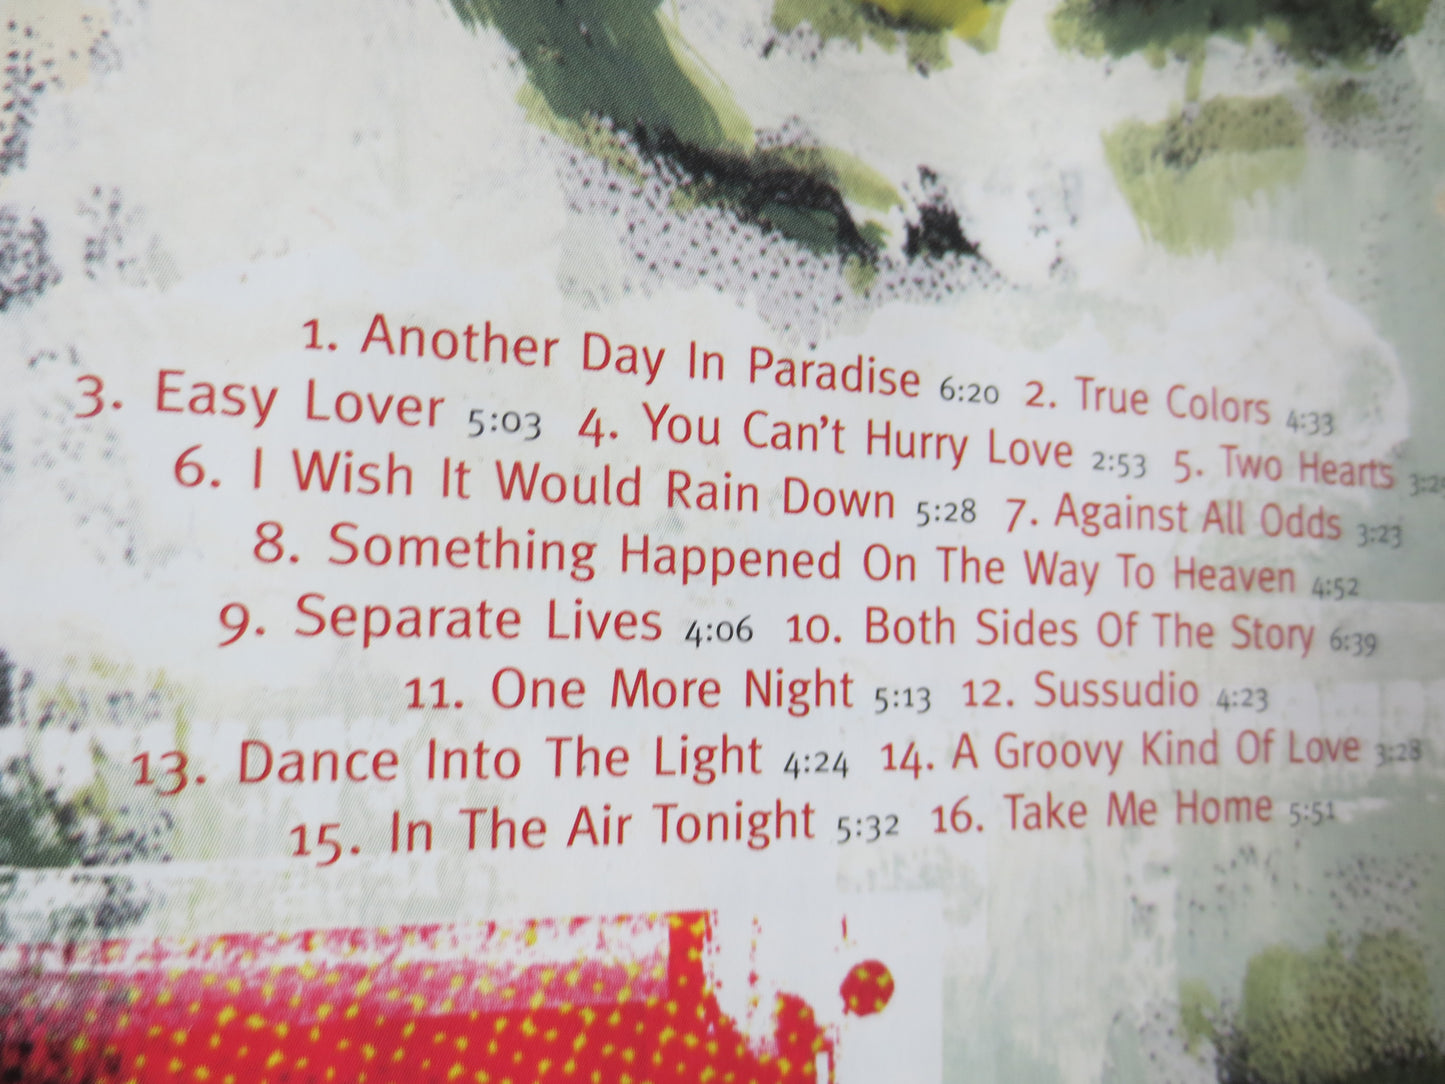 1. Another Day In Paradise 6:20 2. True Colors 4:33
3. Easy Lover 5:03 4. You Can't Hurry Love 2:53 5. Two Hearts
6. I Wish It Would Rain Down 5:28 7. Against All Odds 3:23
8. Something Happened On The Way To Heaven 4:52
9. Separate Lives 4:06 10. Both Sides Of The Story 6:39
11. One More Night 5:13 12. Sussudio 4:23
13. Dance Into The Light 4:24 14. A Groovy Kind Of Love 3:28
15. In The Air Tonight 5:32 16. Take Me Home 5:51